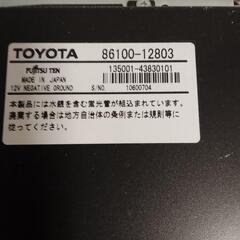 TOYOTA 86100-12803
FUJITSU TEN 135001-43830101
MADE IN JAPAN
12V NEGATIVE GROUND S/NO. 10600704
本製品には水銀を含む蛍光管が組込まれています。
廃棄する場合は地方自治体の条例または規則等に
従ってください。